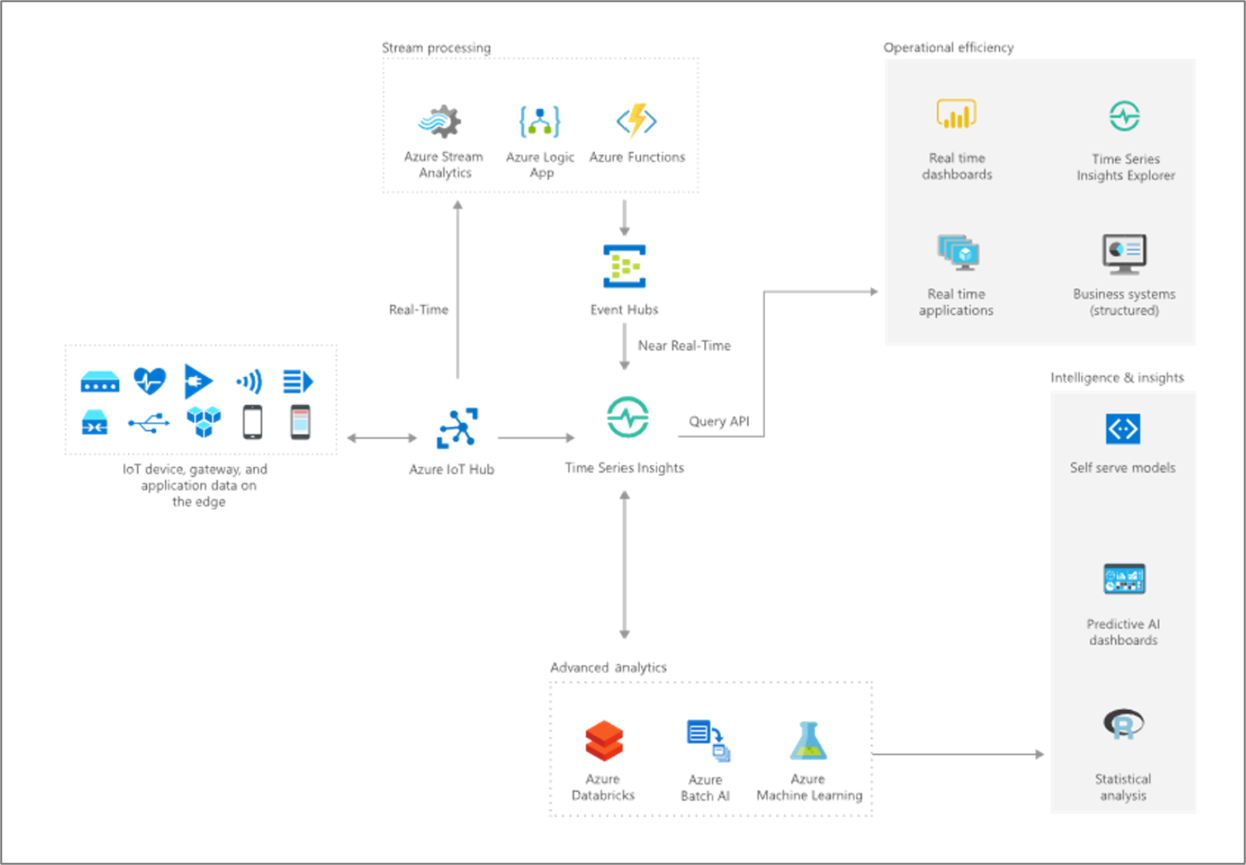 Stream processing
Azure Stream
Analytics
Azure Logic
App
Azure Functions
Operational efficiency
Real time
dashboards
Time Series
Insights Explorer
Real time
applications
Business systems
(structured)
Real-Time
Event Hubs
Near Real-Time
Query API
IoT device, gateway, and
application data on
the edge
Azure IoT Hub
Time Series Insights
Intelligence & insights
Self serve models
Predictive AI
dashboards
R
Statistical
analysis
Advanced analytics
Azure
Databricks
Azure
Batch AI
Azure
Machine Learning